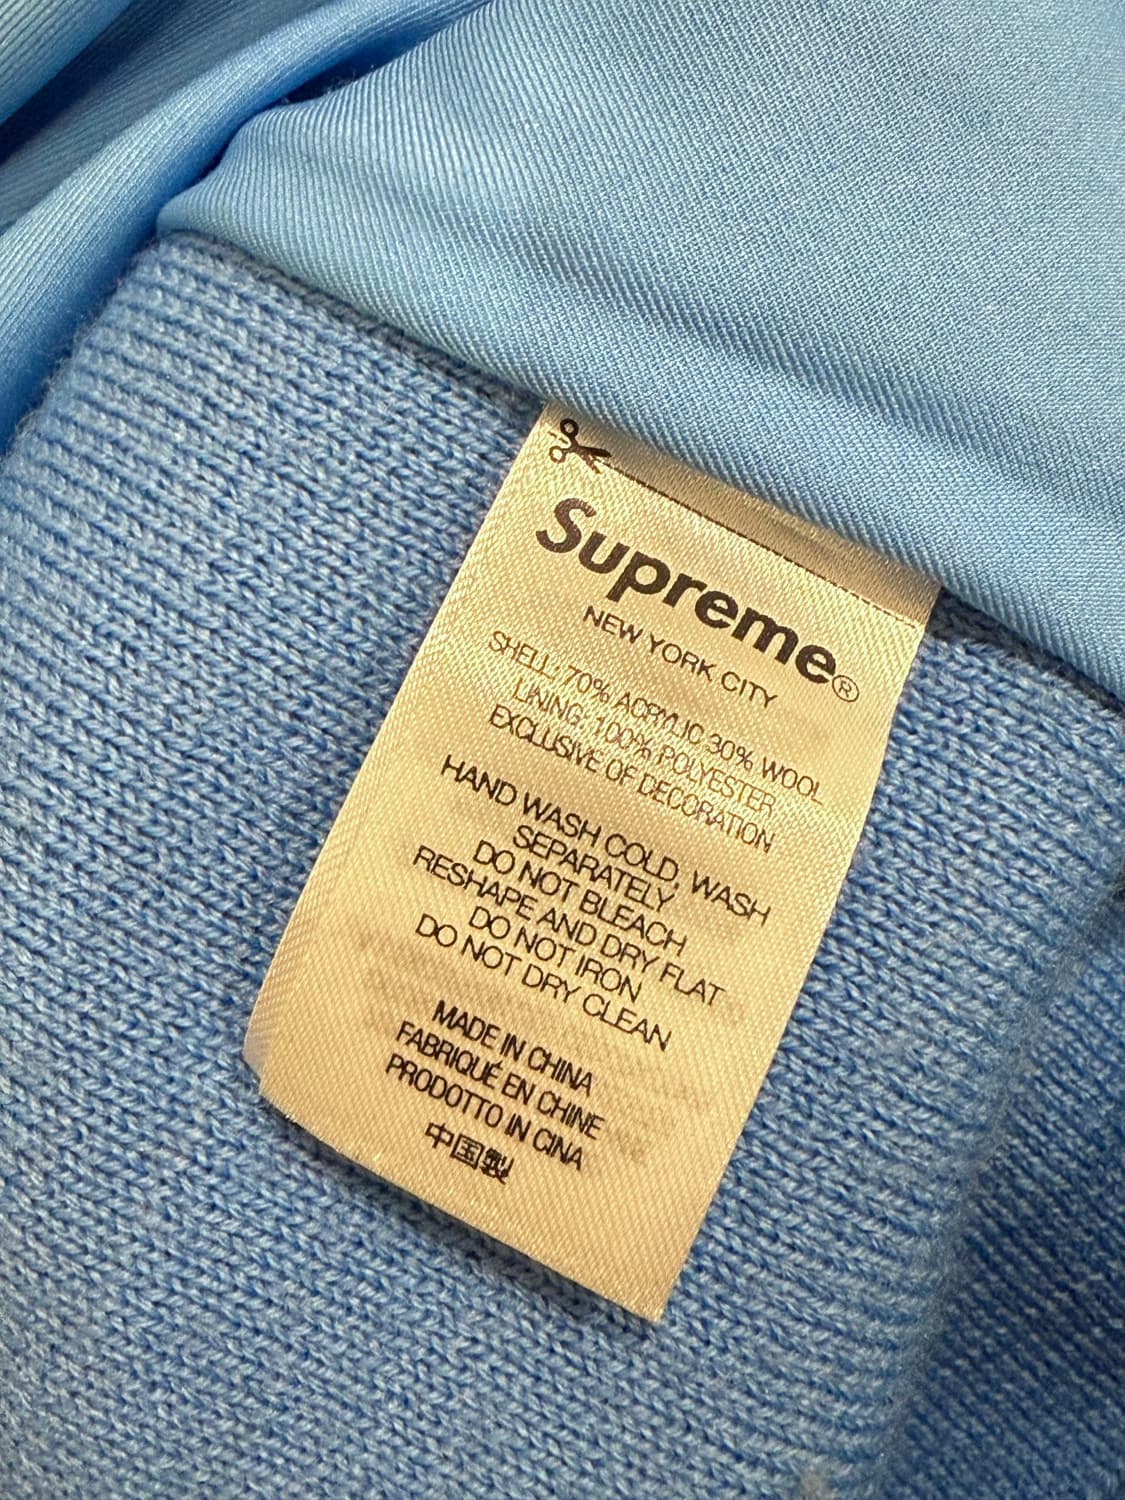 Supreme®
NEW YORK CITY
SHELL: 70% ACRYLIC 30% WOOL
LINING: 100% POLYESTER
EXCLUSIVE OF DECORATION
HAND WASH COLD, WASH
SEPARATELY
DO NOT BLEACH
RESHAPE AND DRY FLAT
DO NOT IRON
DO NOT DRY CLEAN
MADE IN CHINA
FABRIQUÉ EN CHINE
PRODOTTO IN CINA
中国製